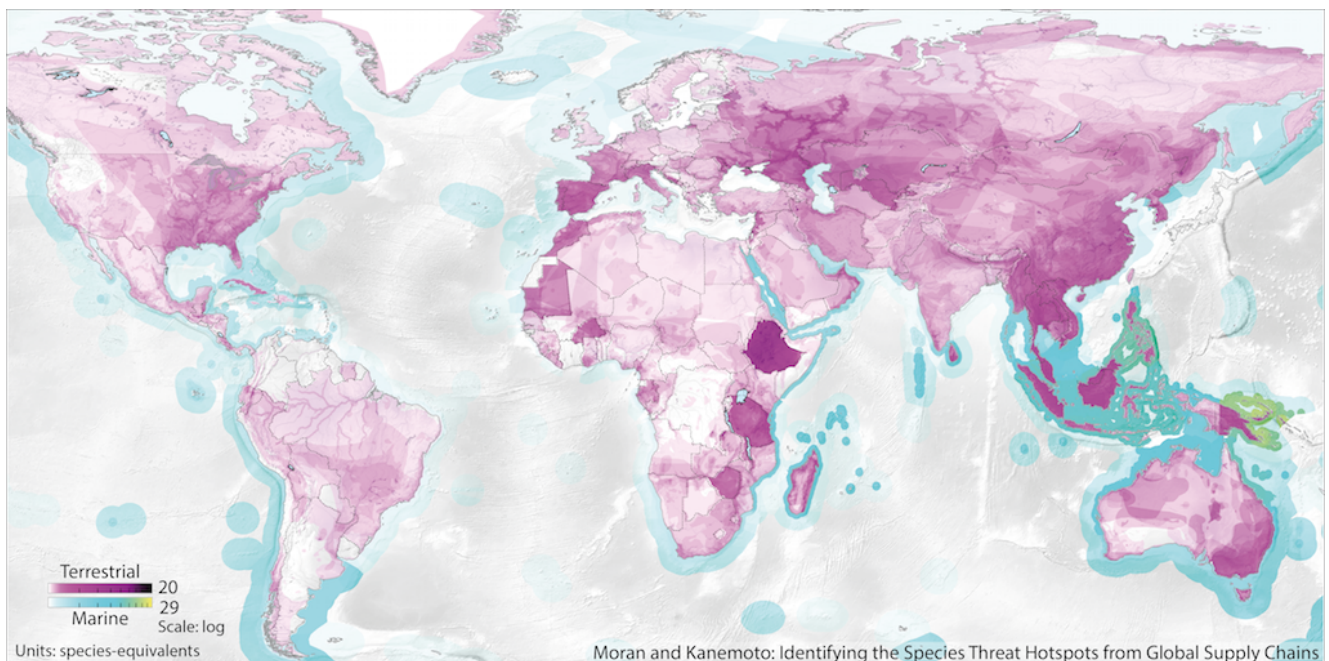 Terrestrial
20
29
Marine
Scale: log
Units: species-equivalents
Moran and Kanemoto: Identifying the Species Threat Hotspots from Global Supply Chains